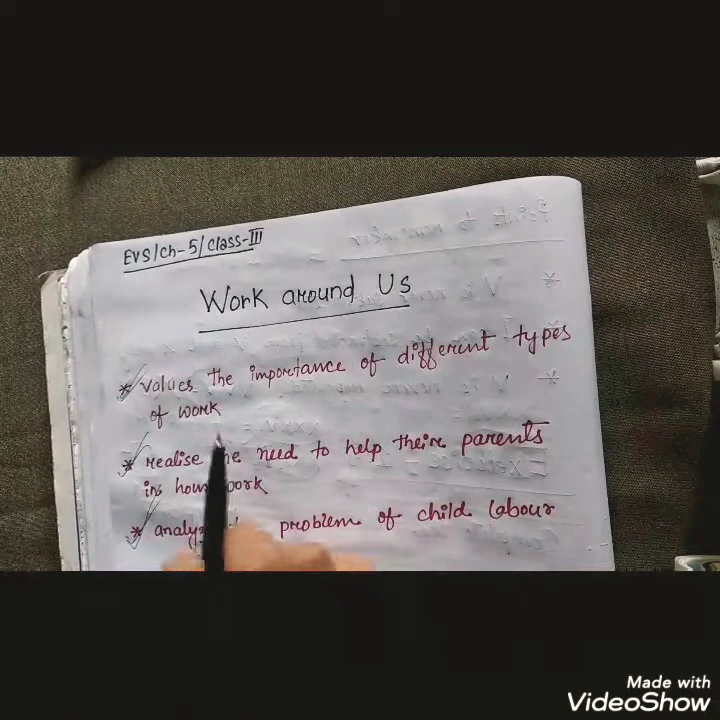 EVS/Ch-5/Class-III
Work around Us
* values the importance of different types
of work
* realise the need to help their parents
in housework
* problem of child labour
Made with
VideoShow